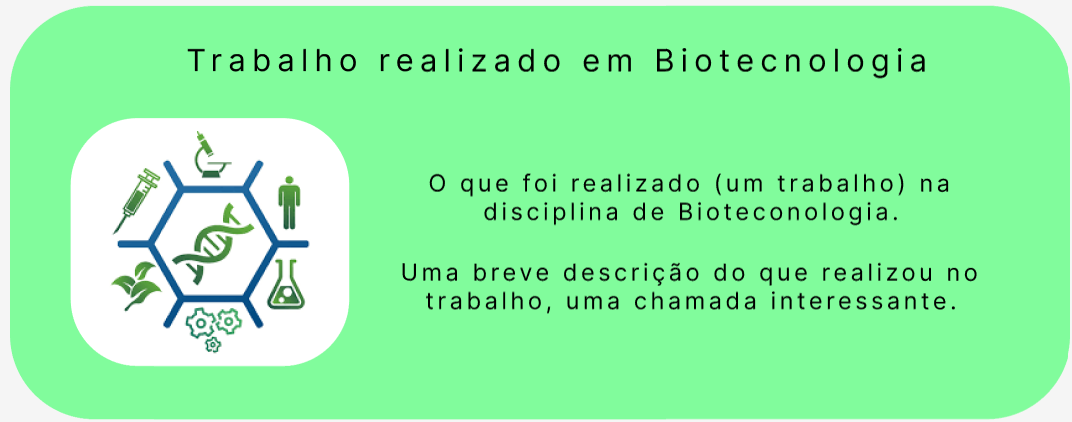 Trabalho realizado em Biotecnologia
O que foi realizado (um trabalho) na
disciplina de Bioteconologia.
Uma breve descrição do que realizou no
trabalho, uma chamada interessante.